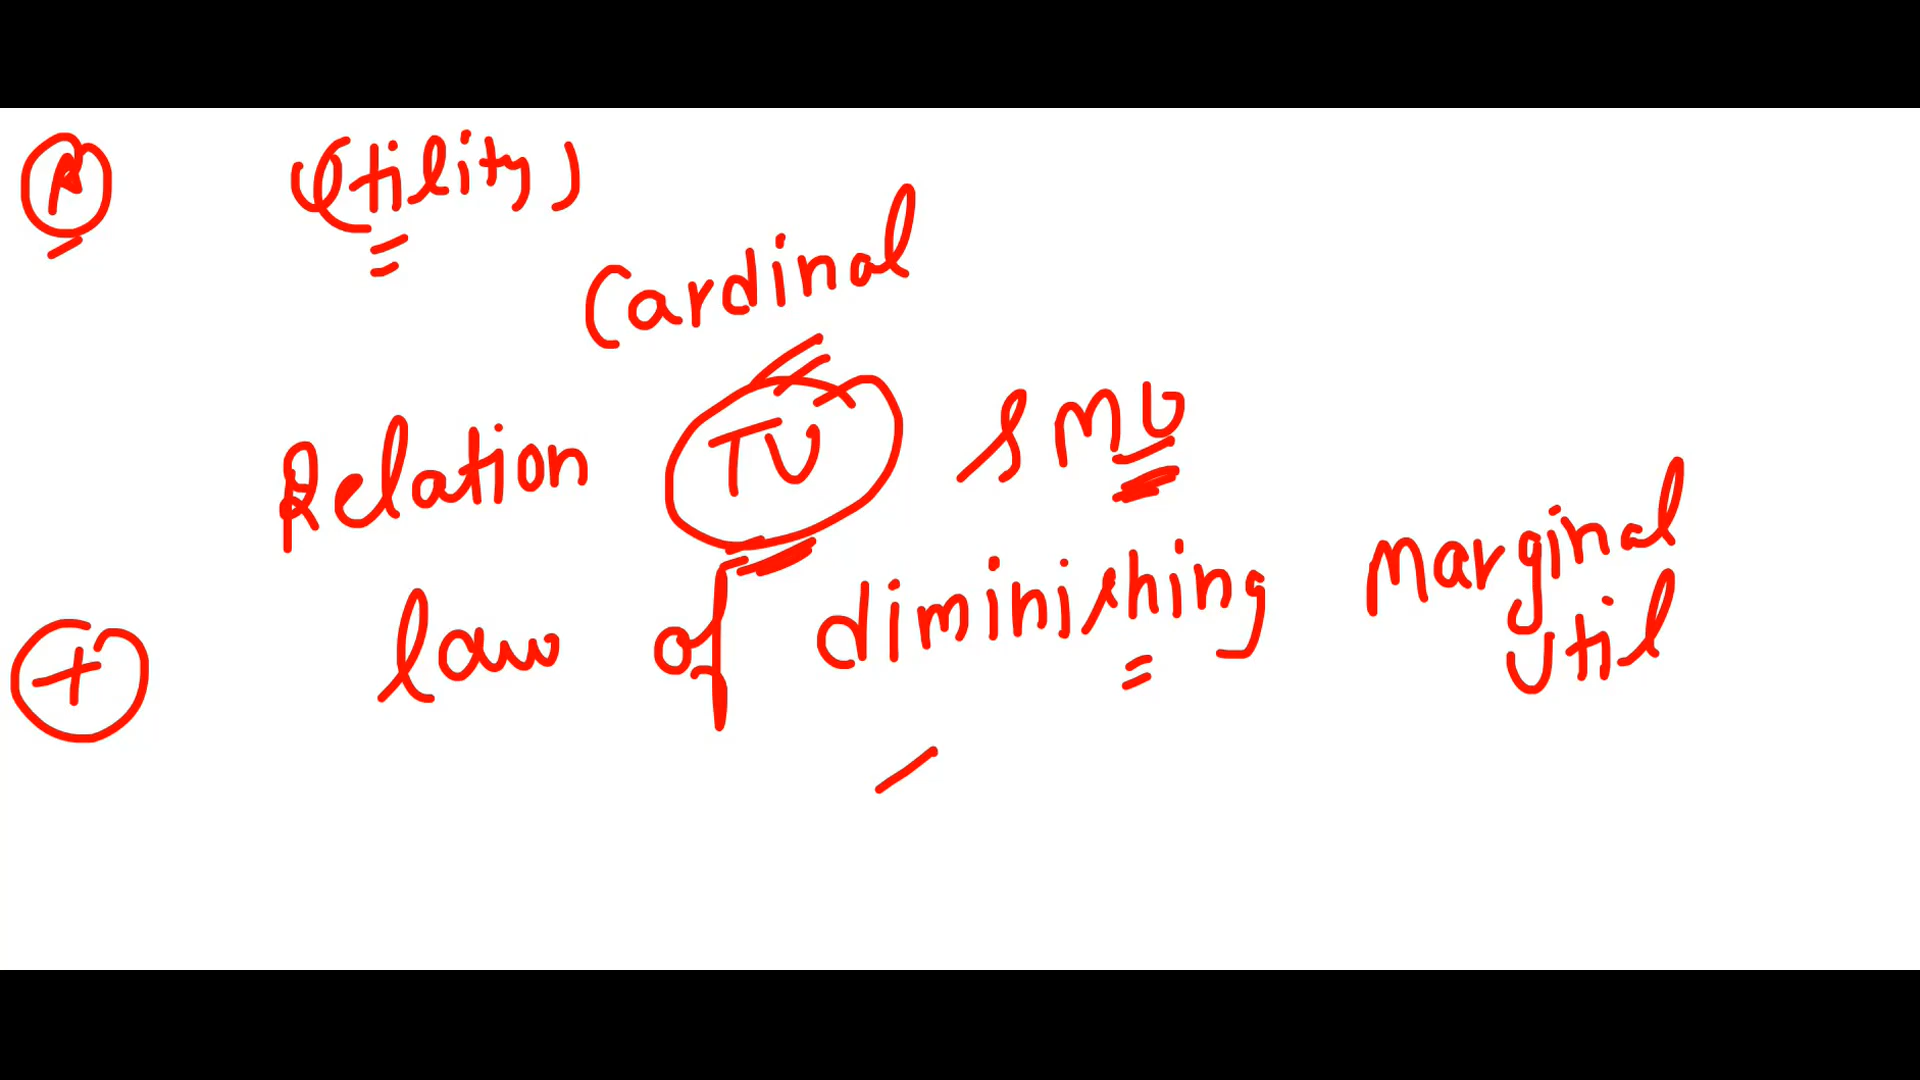 A Utility
Cardinal
Relation TU & MU
+ law of diminishing marginal
util